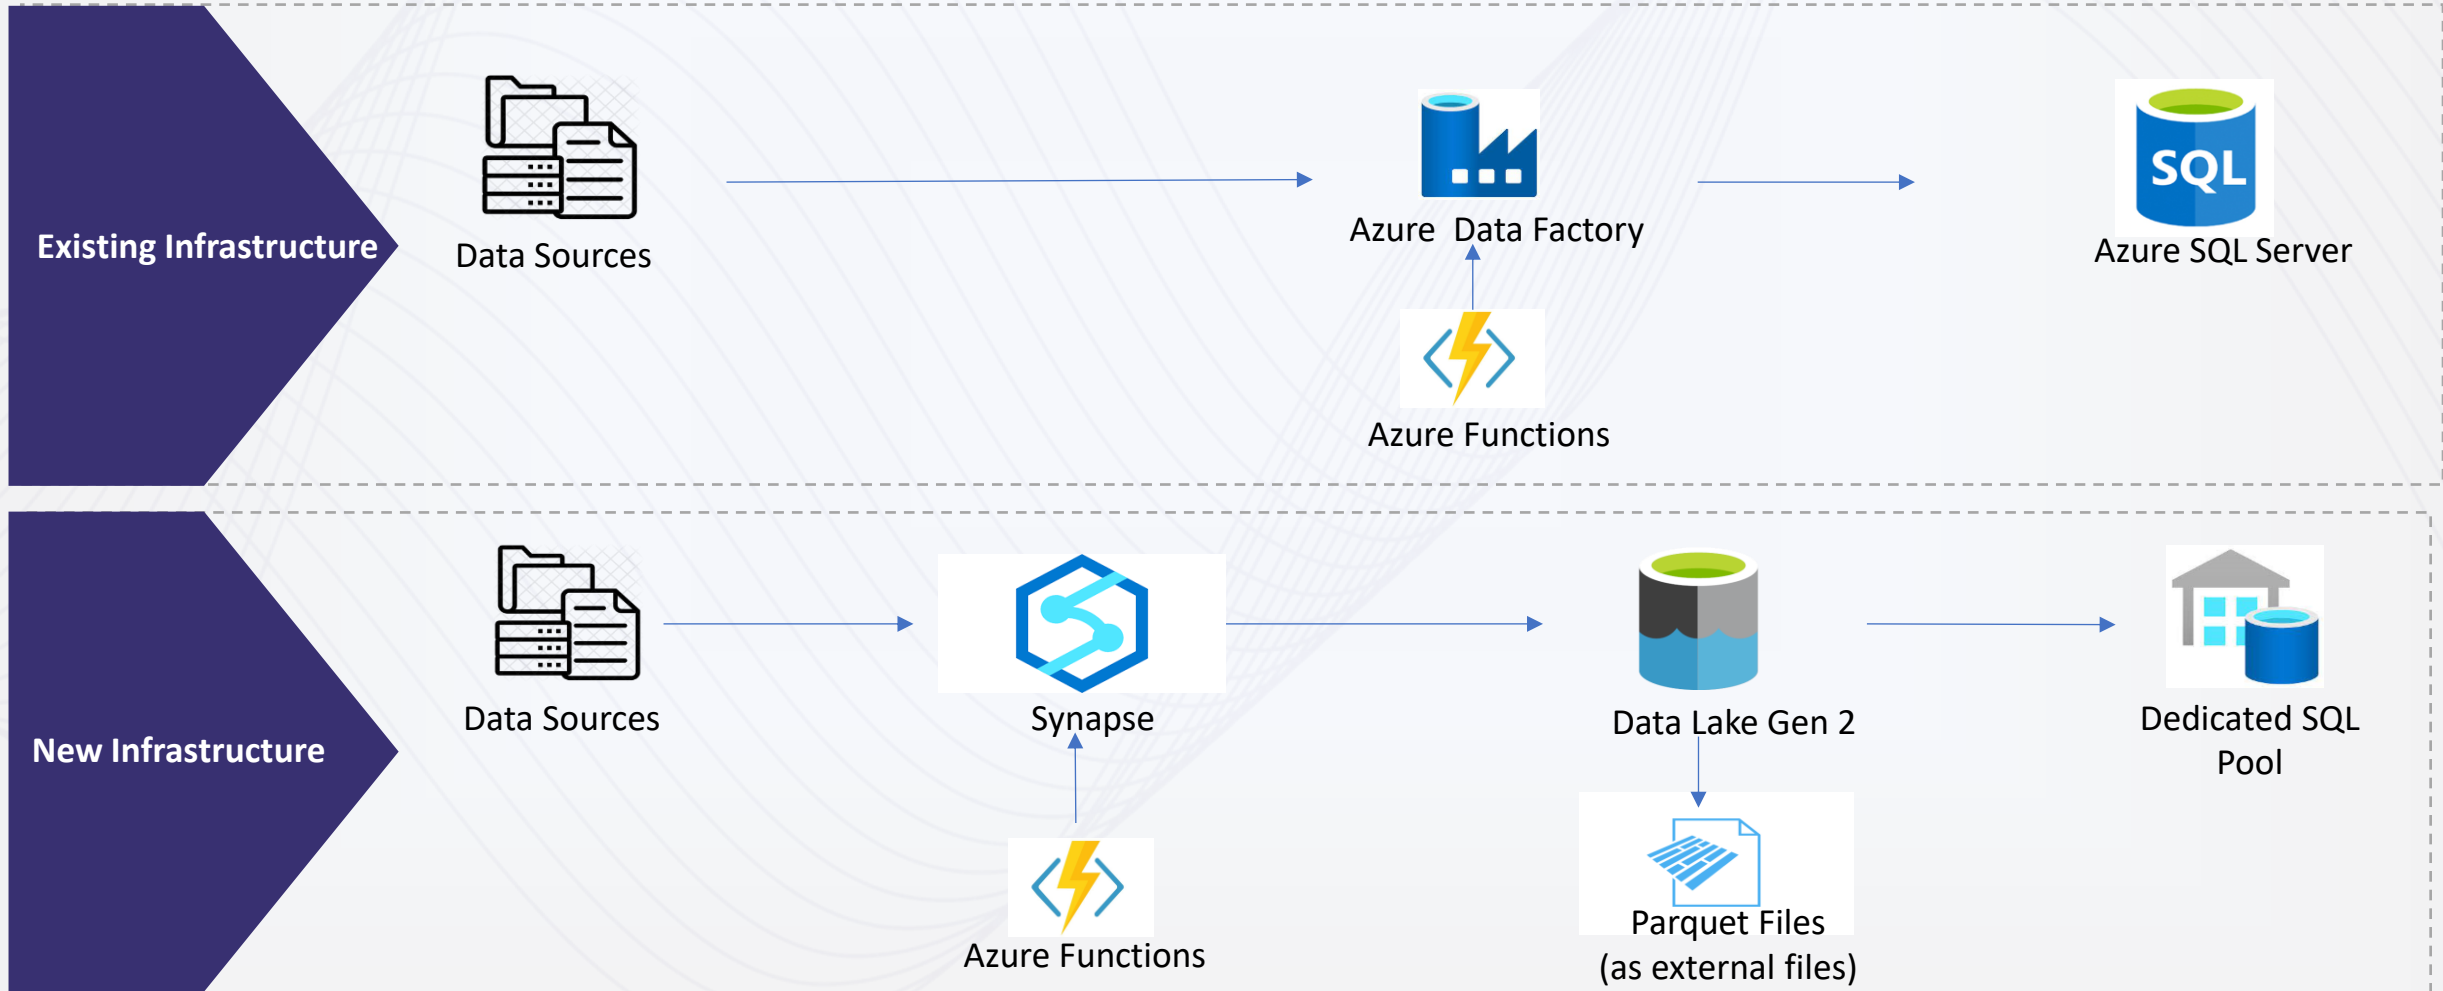 Existing Infrastructure
Data Sources
Azure Data Factory
Azure Functions
SQL
Azure SQL Server
New Infrastructure
Data Sources
Synapse
Azure Functions
Data Lake Gen 2
Parquet Files
(as external files)
Dedicated SQL
Pool